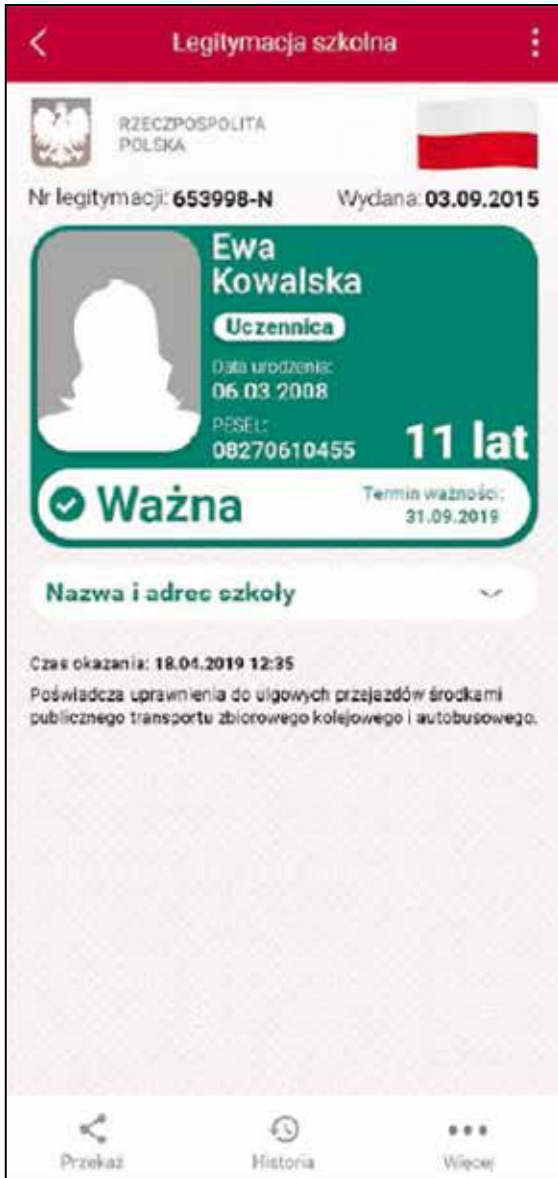 Legitymacja szkolna
RZECZPOSPOLITA
POLSKA
Nr legitymacji: 653998-N Wydana: 03.09.2015
Ewa
Kowalska
Uczennica
Data urodzenia:
06.03.2008
PESEL:
08270610455
11 lat
Ważna
Termin ważności:
31.09.2019
Nazwa i adres szkoły
Czas okazania: 18.04.2019 12:35
Poświadcza uprawnienia do ulgowych przejazdów środkami
publicznego transportu zbiorowego kolejowego i autobusowego.
Przekaż Historia Więcej